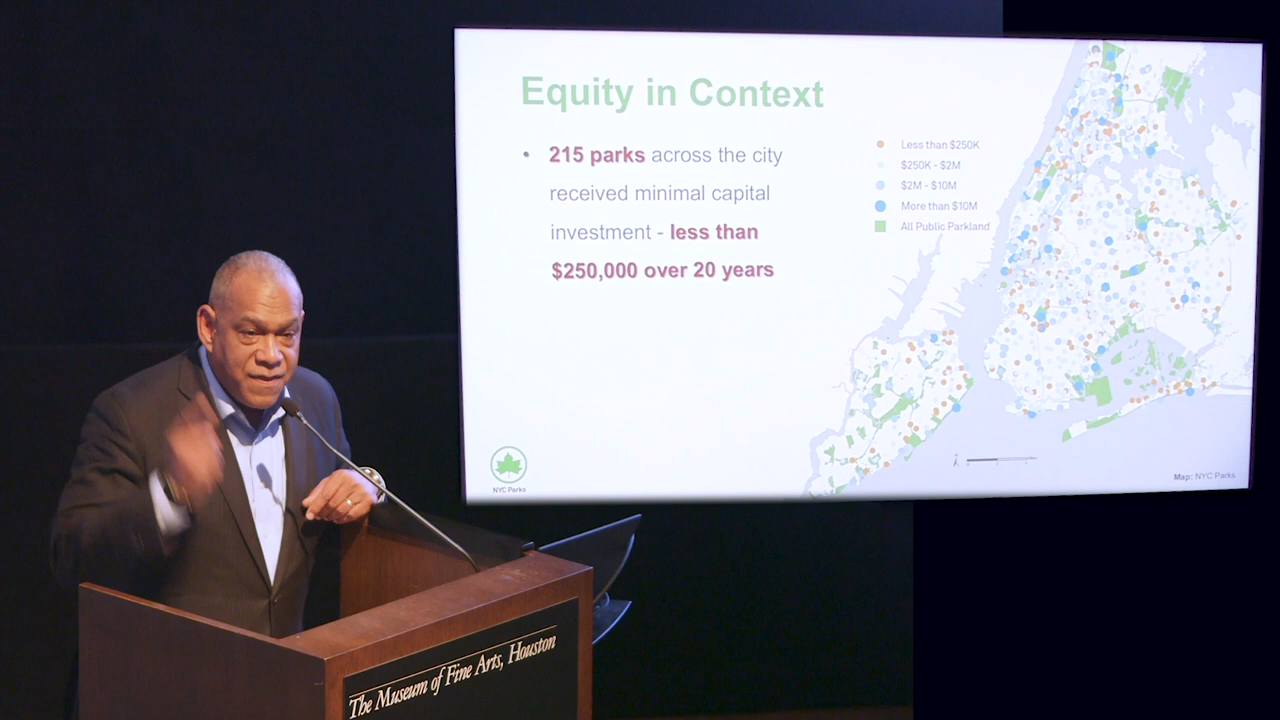 Equity in Context
• 215 parks across the city
received minimal capital
investment - less than
$250,000 over 20 years
Less than $250K
$250K - $2M
$2M - $10M
More than $10M
All Public Parkland
NYC Parks
Map: NYC Parks
The Museum of Fine Arts, Houston